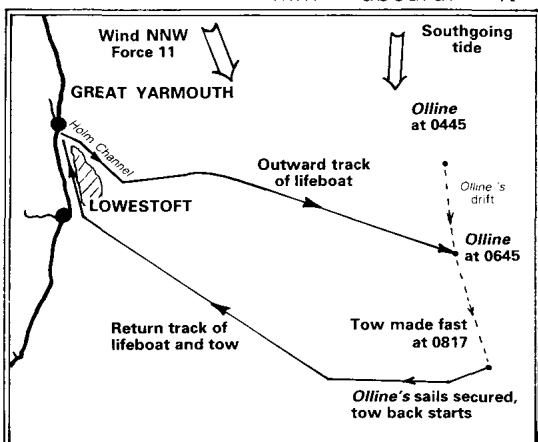 Wind NNW
Force 11
Southgoing
tide
GREAT YARMOUTH
Holm Channel
Olline
at 0445
Outward track
of lifeboat
Olline's
drift
LOWESTOFT
Olline
at 0645
Return track of
lifeboat and tow
Tow made fast
at 0817
Olline's sails secured,
tow back starts